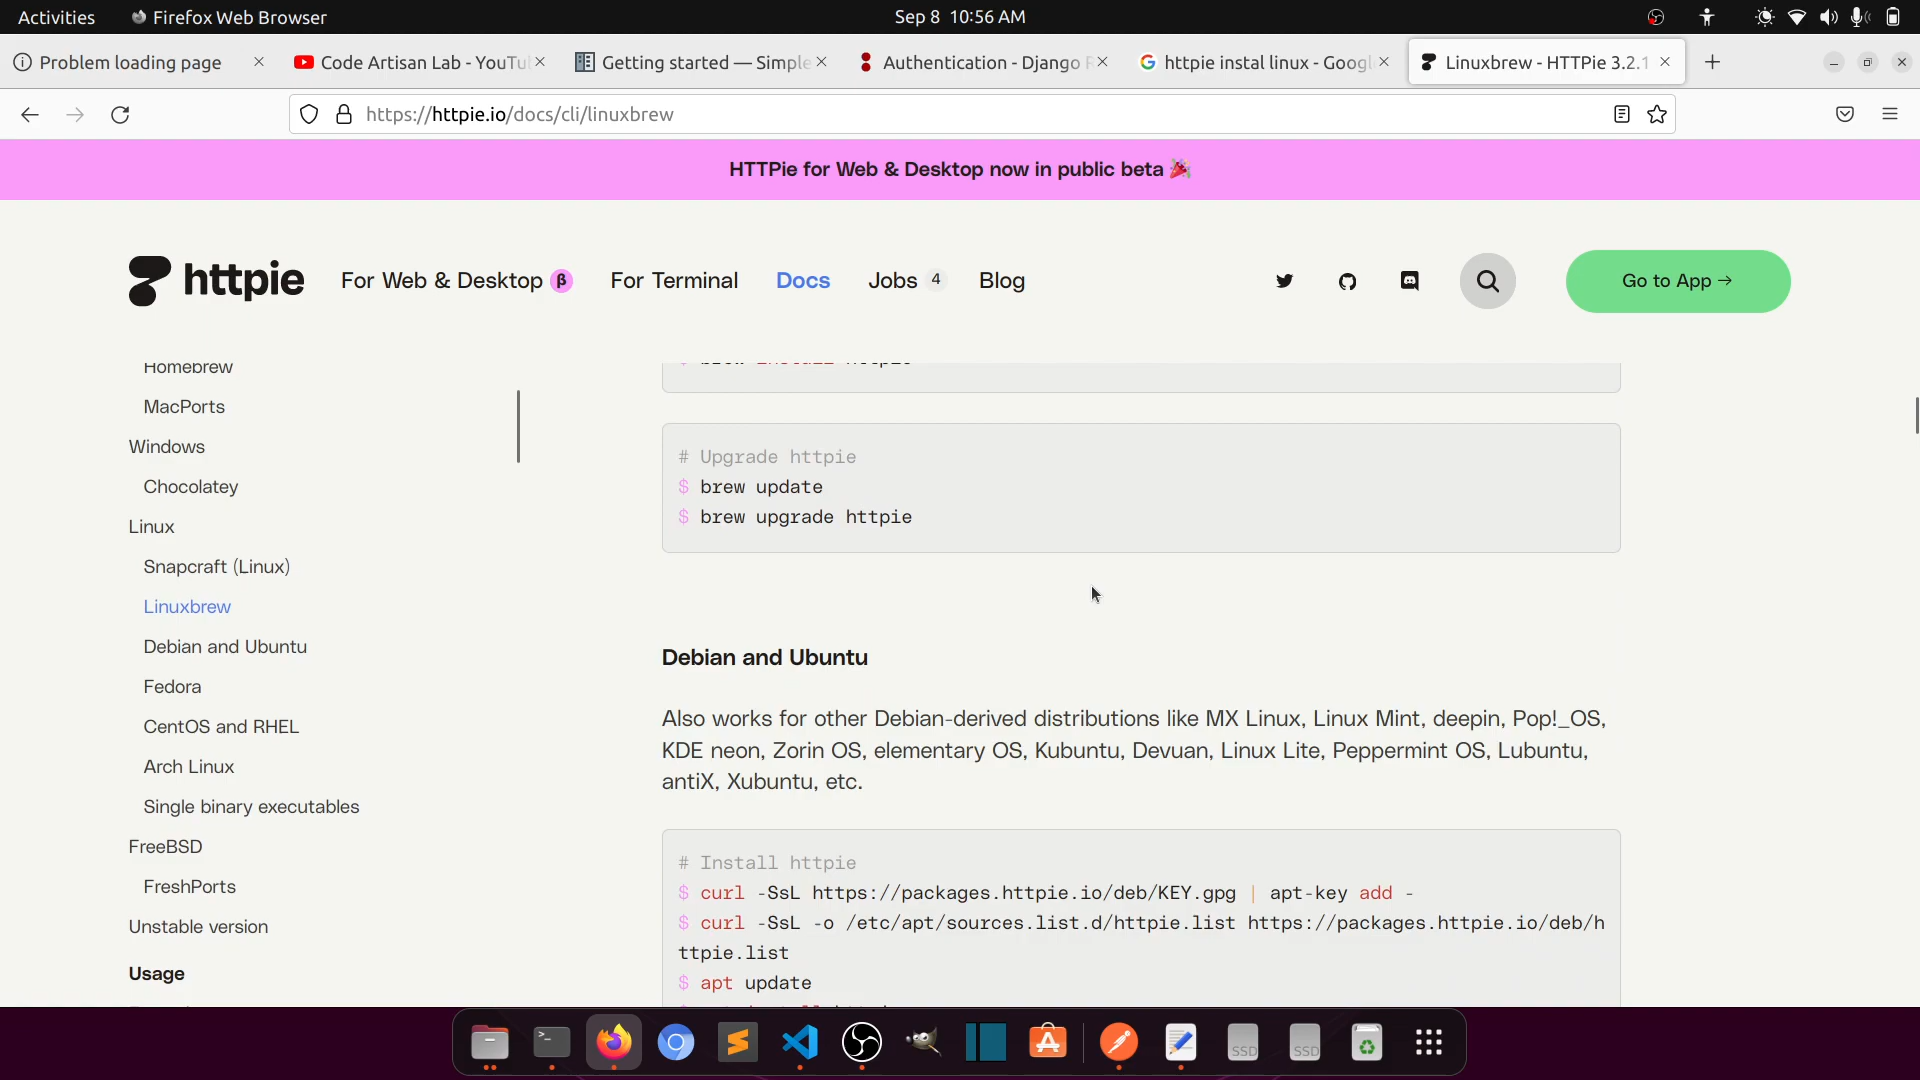 Activities
Firefox Web Browser
Sep 8 10:56 AM
Problem loading page
Code Artisan Lab - YouTu
Getting started — Simple
Authentication - Django R
httpie instal linux - Googl
Linuxbrew - HTTPie 3.2.1
https://httpie.io/docs/cli/linuxbrew
HTTPie for Web & Desktop now in public beta 🎉
httpie
For Web & Desktop β
For Terminal
Docs
Jobs 4
Blog
Go to App →
Homebrew
MacPorts
Windows
Chocolatey
Linux
Snapcraft (Linux)
Linuxbrew
Debian and Ubuntu
Fedora
CentOS and RHEL
Arch Linux
Single binary executables
FreeBSD
FreshPorts
Unstable version
Usage
# Upgrade httpie
$ brew update
$ brew upgrade httpie
Debian and Ubuntu
Also works for other Debian-derived distributions like MX Linux, Linux Mint, deepin, Pop!_OS,
KDE neon, Zorin OS, elementary OS, Kubuntu, Devuan, Linux Lite, Peppermint OS, Lubuntu,
antiX, Xubuntu, etc.
# Install httpie
$ curl -SsL https://packages.httpie.io/deb/KEY.gpg | apt-key add -
$ curl -SsL -o /etc/apt/sources.list.d/httpie.list https://packages.httpie.io/deb/h
ttpie.list
$ apt update
SSD
SSD